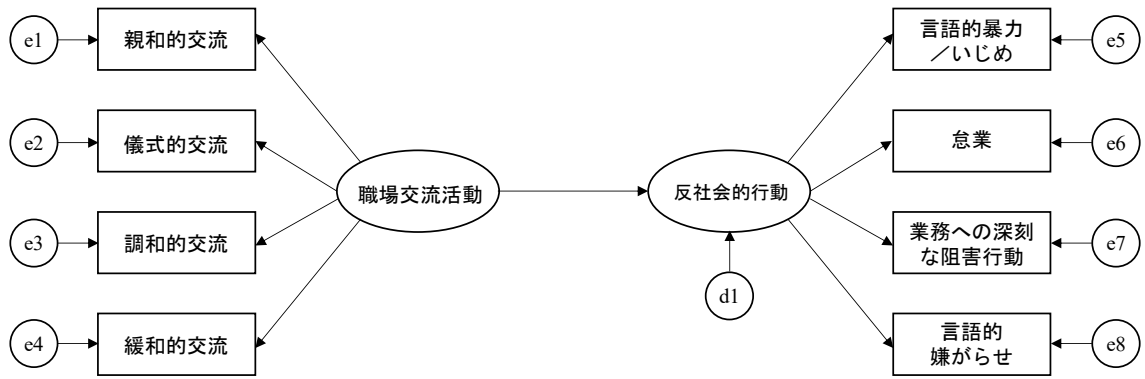 e1
親和的交流
e2
儀式的交流
e3
調和的交流
e4
緩和的交流
職場交流活動
反社会的行動
d1
言語的暴力
／いじめ
e5
怠業
e6
業務への深刻
な阻害行動
e7
言語的
嫌がらせ
e8